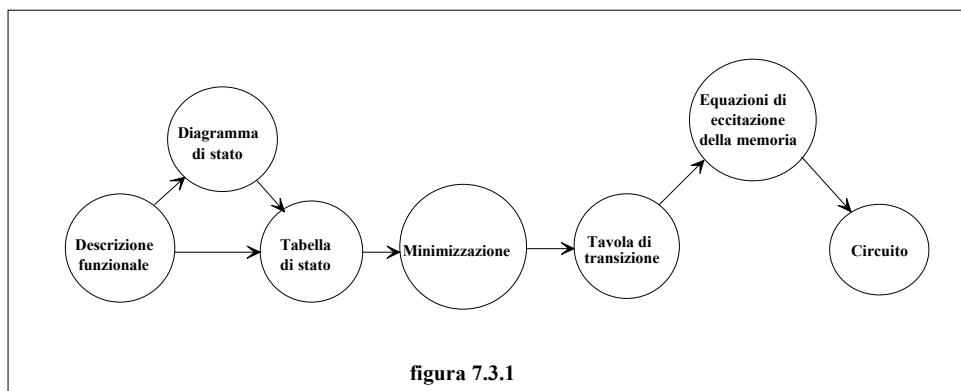 Descrizione
funzionale
Diagramma
di stato
Tabella
di stato
Minimizzazione
Tavola di
transizione
Equazioni di
eccitazione
della memoria
Circuito
figura 7.3.1